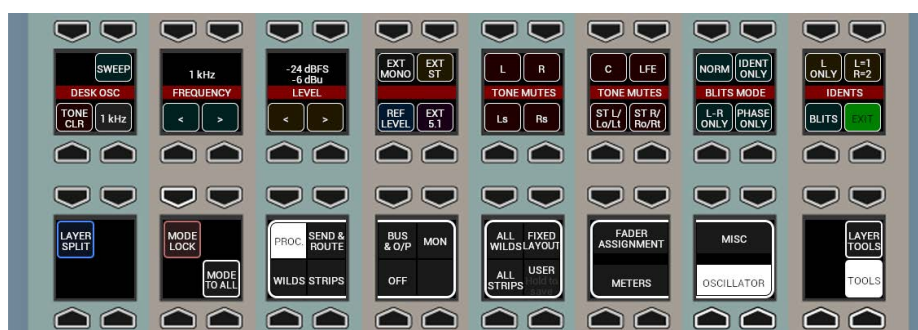 SWEEP
DESK OSC
TONE CLR
1 kHz
1 kHz
FREQUENCY
< >
-24 dBFS
-6 dBu
LEVEL
< >
EXT MONO
EXT ST
REF LEVEL
EXT 5.1
L R
TONE MUTES
Ls Rs
C LFE
TONE MUTES
ST L/ Lo/Lt
ST R/ Ro/Rt
NORM
IDENT ONLY
BLITS MODE
L-R ONLY
PHASE ONLY
L ONLY
L=1 R=2
IDENTS
BLITS
EXIT
LAYER SPLIT
MODE LOCK
MODE TO ALL
PROC.
SEND & ROUTE
WILDS
STRIPS
BUS & O/P
MON
OFF
ALL WILDS
FIXED LAYOUT
ALL STRIPS
USER
Hold to save
FADER ASSIGNMENT
METERS
MISC
OSCILLATOR
LAYER TOOLS
TOOLS